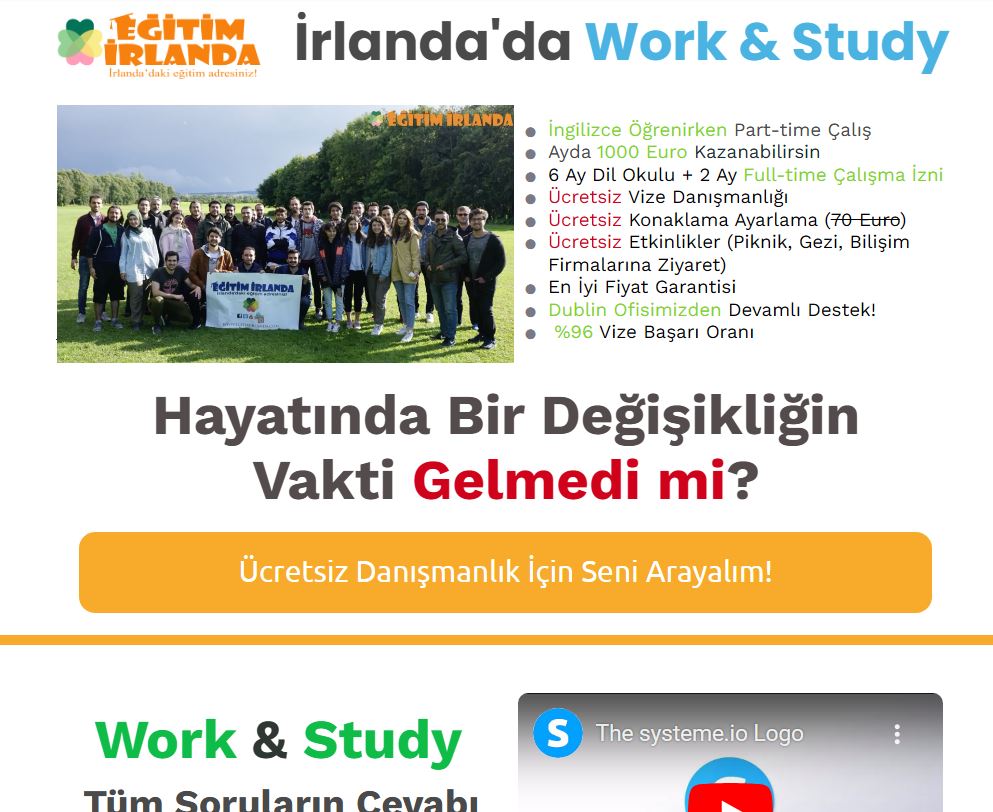 EĞİTİM
İRLANDA
İrlanda'daki eğitim adresiniz!
İrlanda'da Work & Study
EĞİTİM İRLANDA
EĞİTİM İRLANDA
İrlanda'daki eğitim adresiniz!
İngilizce Öğrenirken Part-time Çalış
Ayda 1000 Euro Kazanabilirsin
6 Ay Dil Okulu + 2 Ay Full-time Çalışma İzni
Ücretsiz Vize Danışmanlığı
Ücretsiz Konaklama Ayarlama (70 Euro)
Ücretsiz Etkinlikler (Piknik, Gezi, Bilişim
Firmalarına Ziyaret)
En İyi Fiyat Garantisi
Dublin Ofisimizden Devamlı Destek!
%96 Vize Başarı Oranı
Hayatında Bir Değişikliğin
Vakti Gelmedi mi?
Ücretsiz Danışmanlık İçin Seni Arayalım!
Work & Study
Tüm Soruların Cevabı
S
The systeme.io Logo